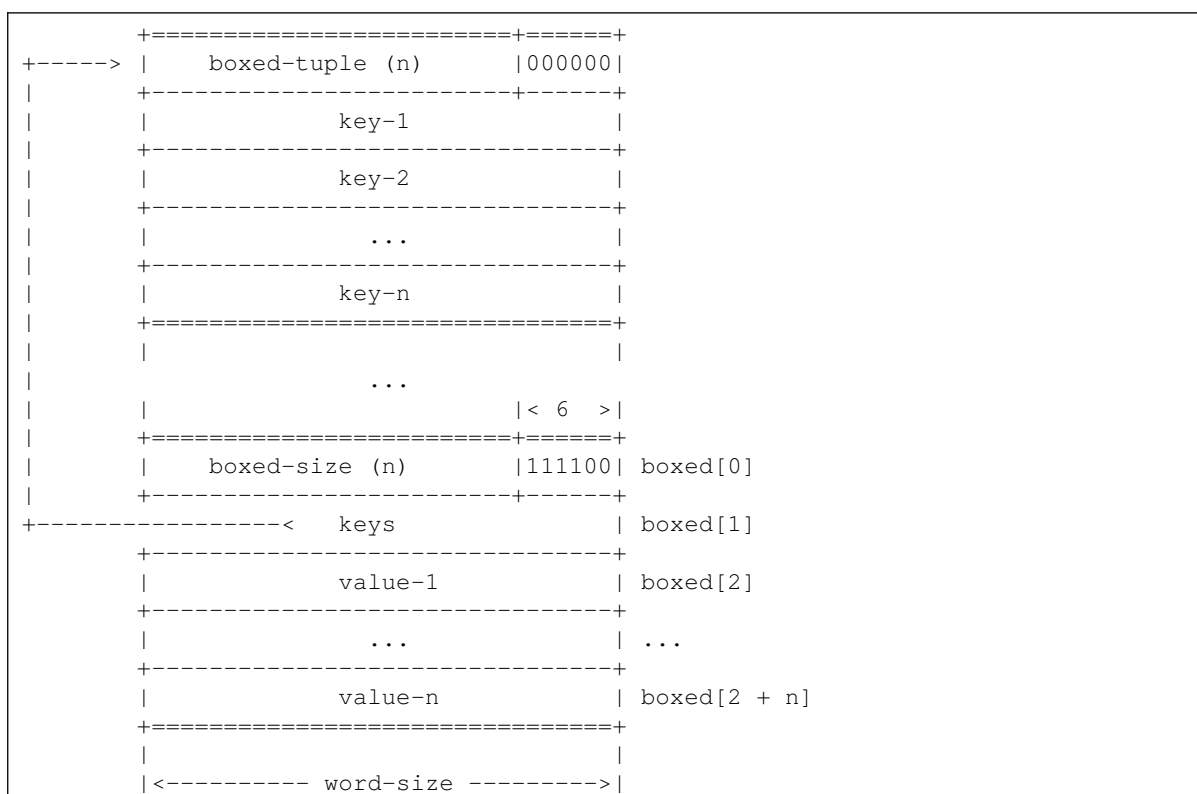 +=========================+======+
+-----> |    boxed-tuple (n)      |000000|
|       +-------------------------+------+
|       |             key-1              |
|       +--------------------------------+
|       |             key-2              |
|       +--------------------------------+
|       |               ...              |
|       +--------------------------------+
|       |             key-n              |
|       +================================+
|       |                                |
|                       ...
|       |                         |< 6  >|
|       +=========================+======+
|       |    boxed-size (n)       |111100| boxed[0]
|       +-------------------------+------+
+-----------------<   keys               | boxed[1]
        +--------------------------------+
        |             value-1            | boxed[2]
        +--------------------------------+
        |               ...              | ...
        +--------------------------------+
        |             value-n            | boxed[2 + n]
        +================================+
        |                                |
        |<---------- word-size --------->|